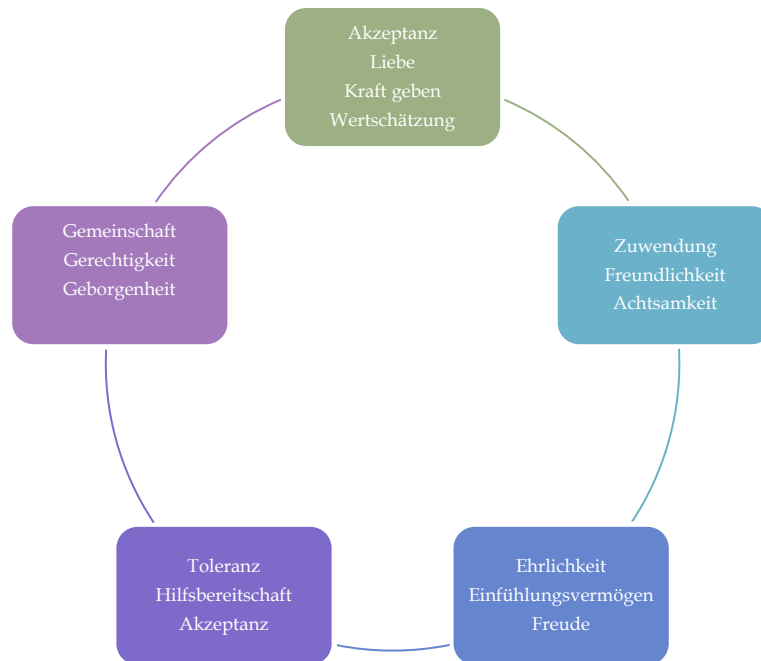 Akzeptanz
Liebe
Kraft geben
Wertschätzung
Zuwendung
Freundlichkeit
Achtsamkeit
Ehrlichkeit
Einfühlungsvermögen
Freude
Toleranz
Hilfsbereitschaft
Akzeptanz
Gemeinschaft
Gerechtigkeit
Geborgenheit